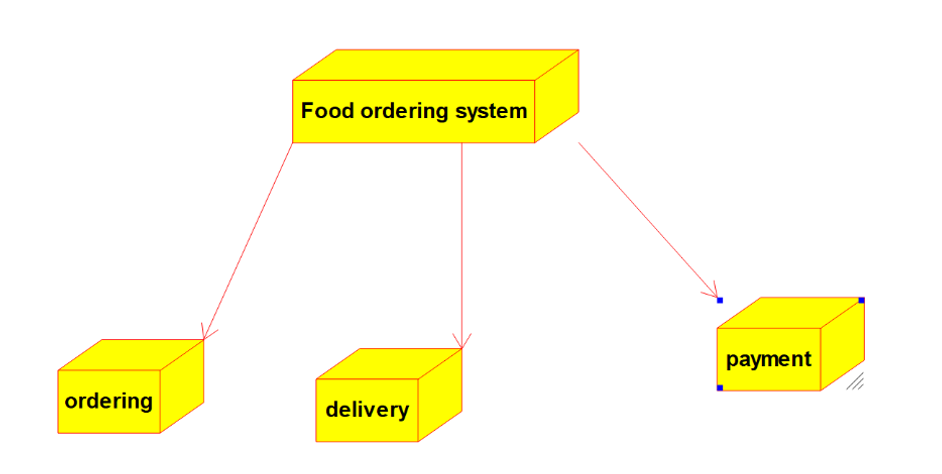 Food ordering system
ordering
delivery
payment